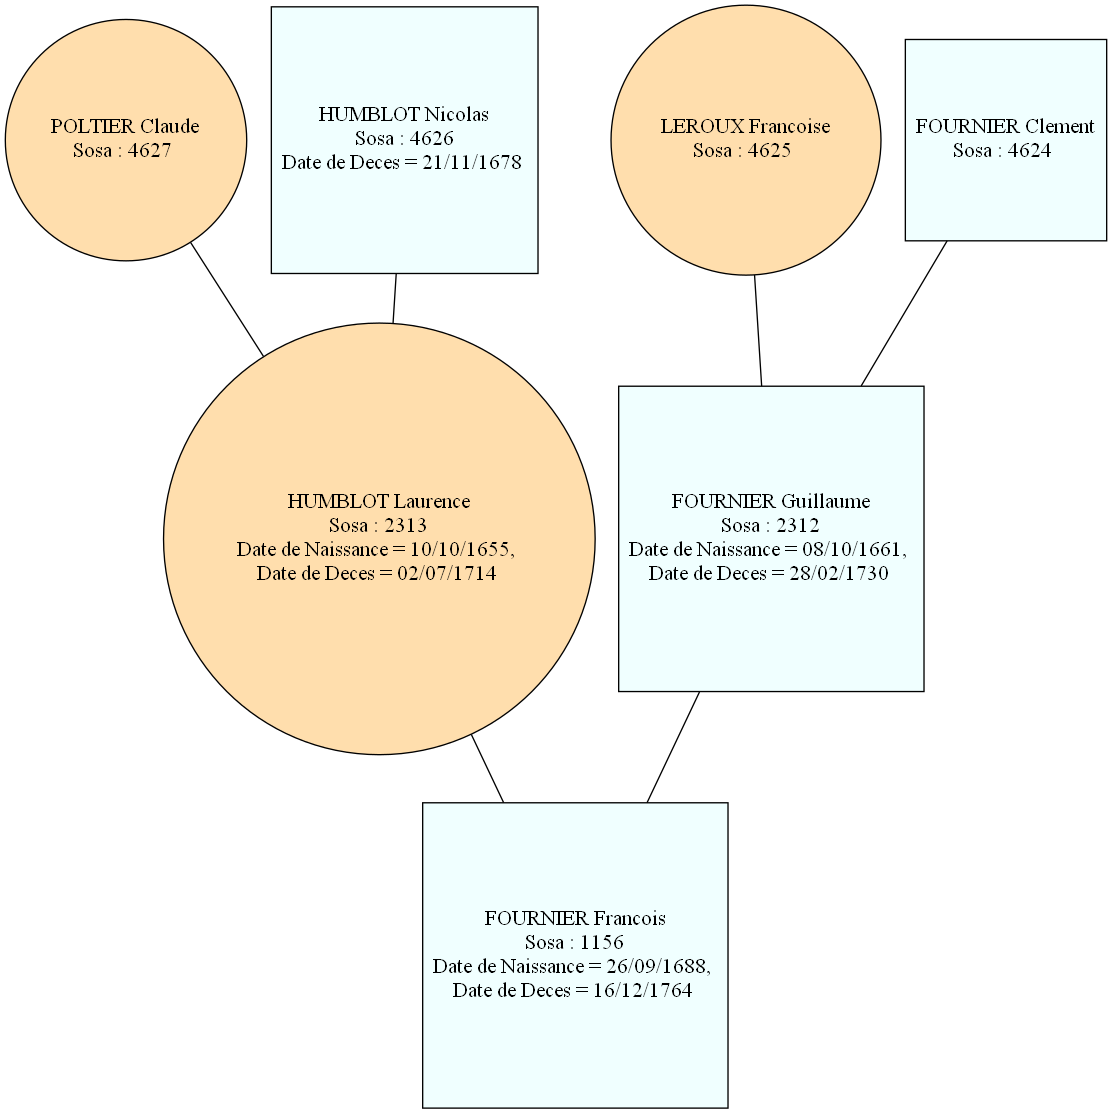 POLTIER Claude
Sosa : 4627
HUMBLOT Nicolas
Sosa : 4626
Date de Deces = 21/11/1678
LEROUX Francoise
Sosa : 4625
FOURNIER Clement
Sosa : 4624
HUMBLOT Laurence
Sosa : 2313
Date de Naissance = 10/10/1655,
Date de Deces = 02/07/1714
FOURNIER Guillaume
Sosa : 2312
Date de Naissance = 08/10/1661,
Date de Deces = 28/02/1730
FOURNIER Francois
Sosa : 1156
Date de Naissance = 26/09/1688,
Date de Deces = 16/12/1764